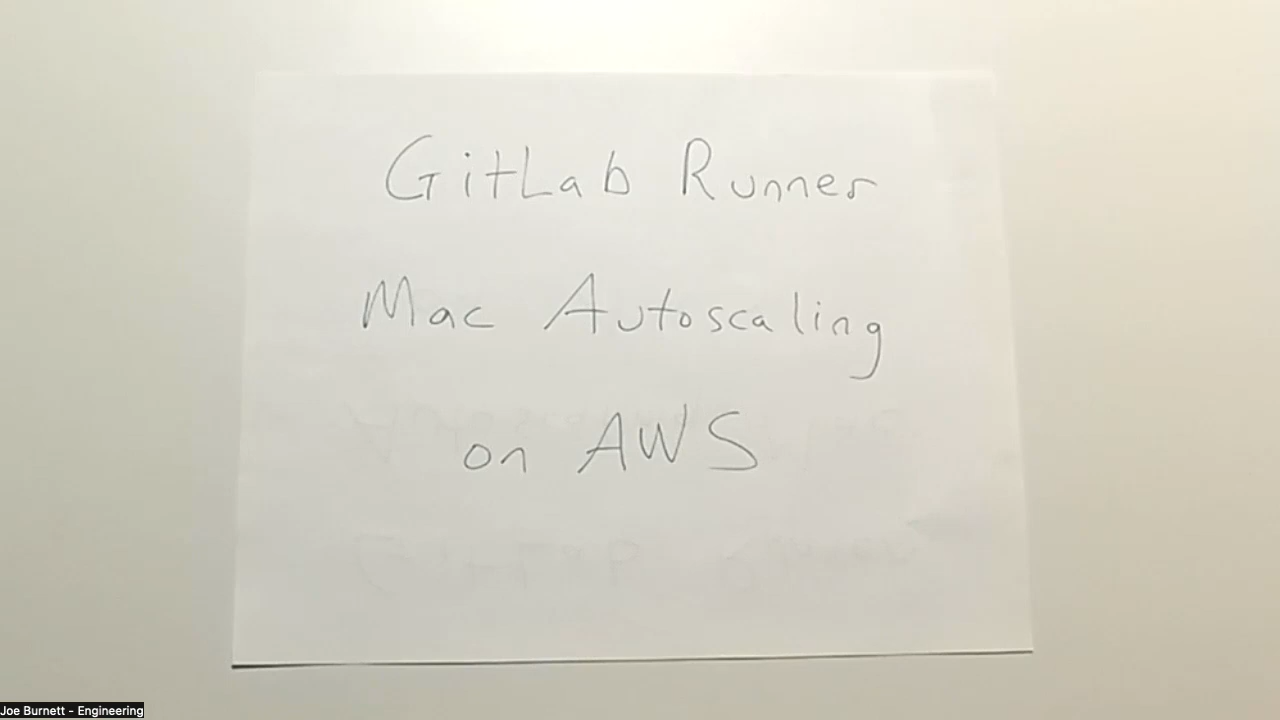 GitLab Runner
Mac Autoscaling
on AWS
Joe Burnett - Engineering